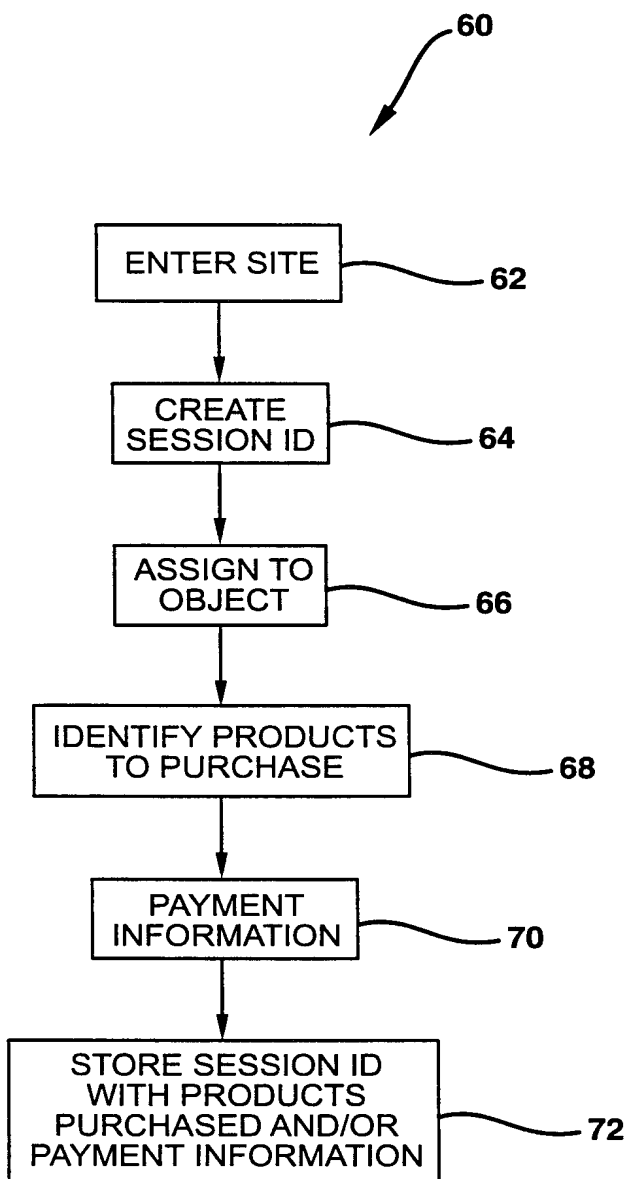 60
ENTER SITE
62
CREATE
SESSION ID
64
ASSIGN TO
OBJECT
66
IDENTIFY PRODUCTS
TO PURCHASE
68
PAYMENT
INFORMATION
70
STORE SESSION ID
WITH PRODUCTS
PURCHASED AND/OR
PAYMENT INFORMATION
72